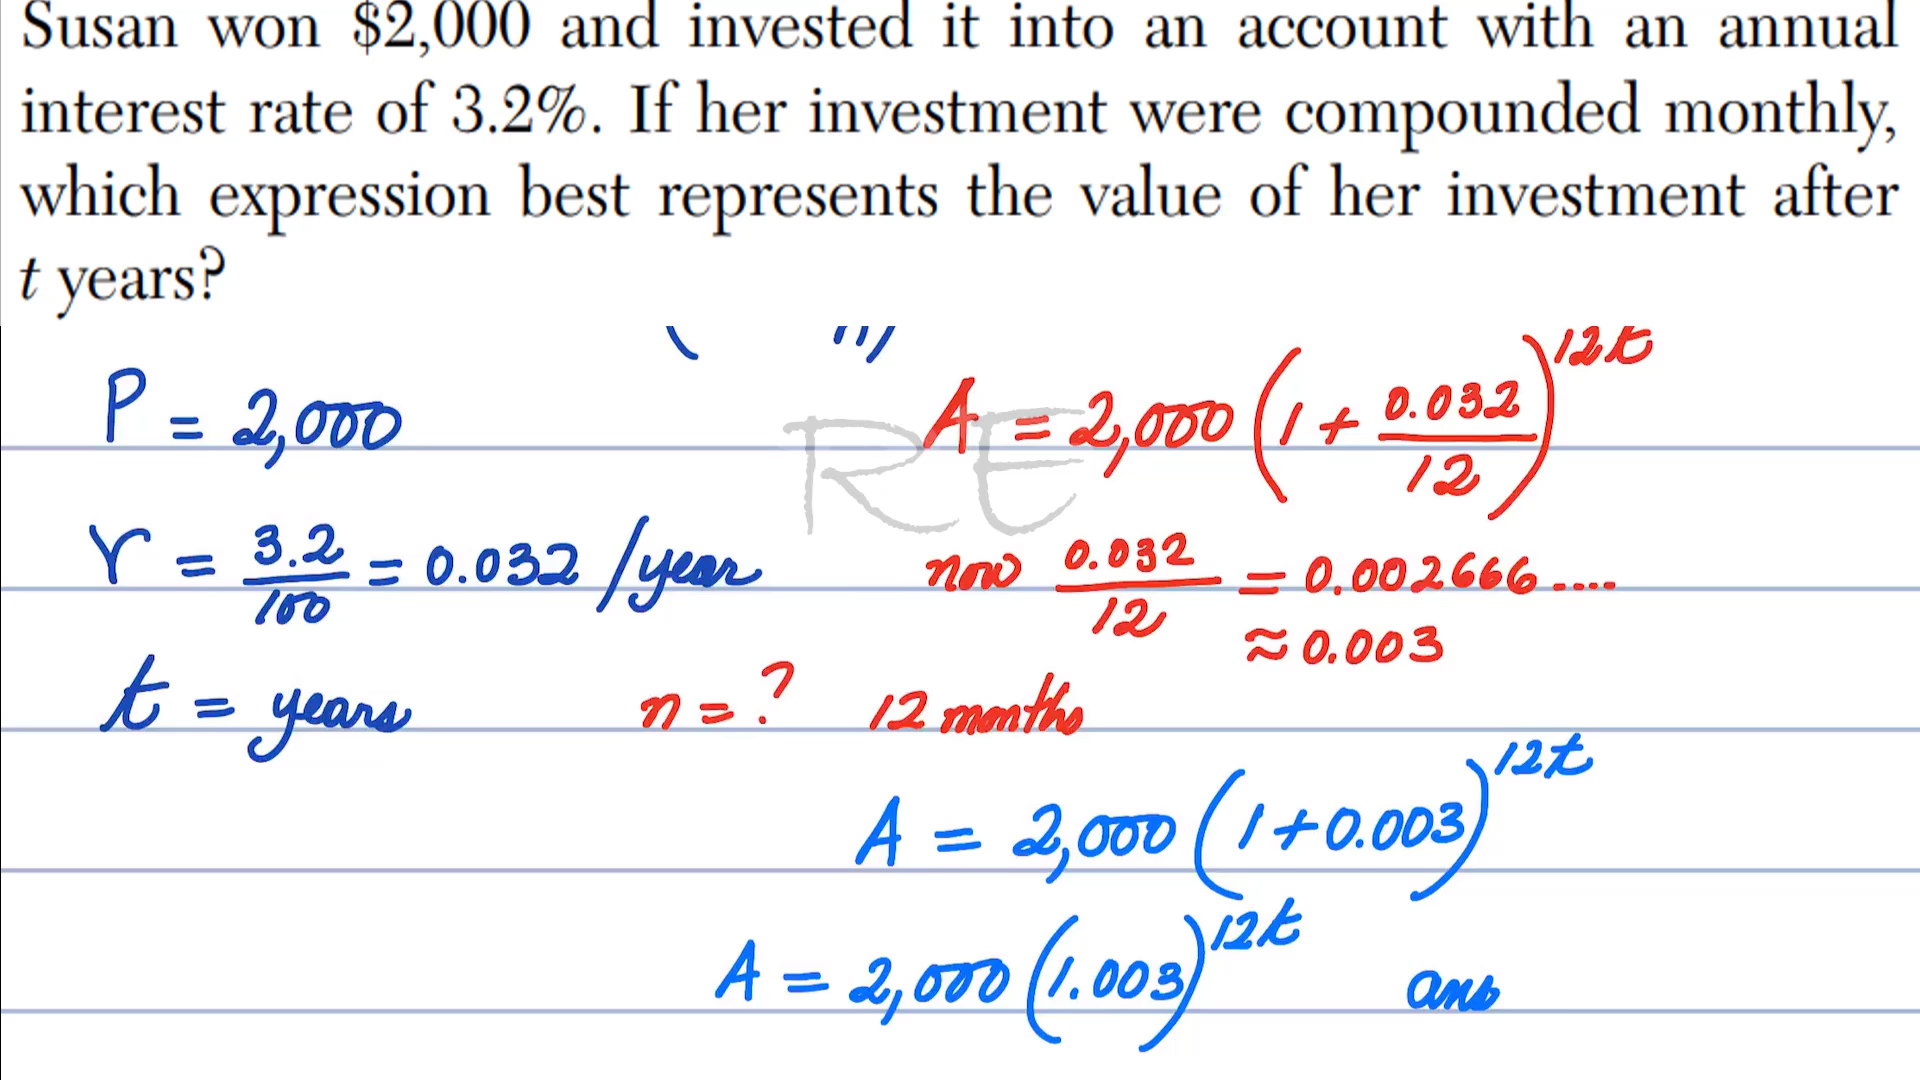 Susan won $2,000 and invested it into an account with an annual
interest rate of 3.2%. If her investment were compounded monthly,
which expression best represents the value of her investment after
t years?
P = 2,000
r = 3.2/100 = 0.032 /year
t = years
RE
A = 2,000 (1 + 0.032/12)^12t
now 0.032/12 = 0.002666....
≈ 0.003
n = ? 12 months
A = 2,000 (1+0.003)^12t
A = 2,000 (1.003)^12t ans